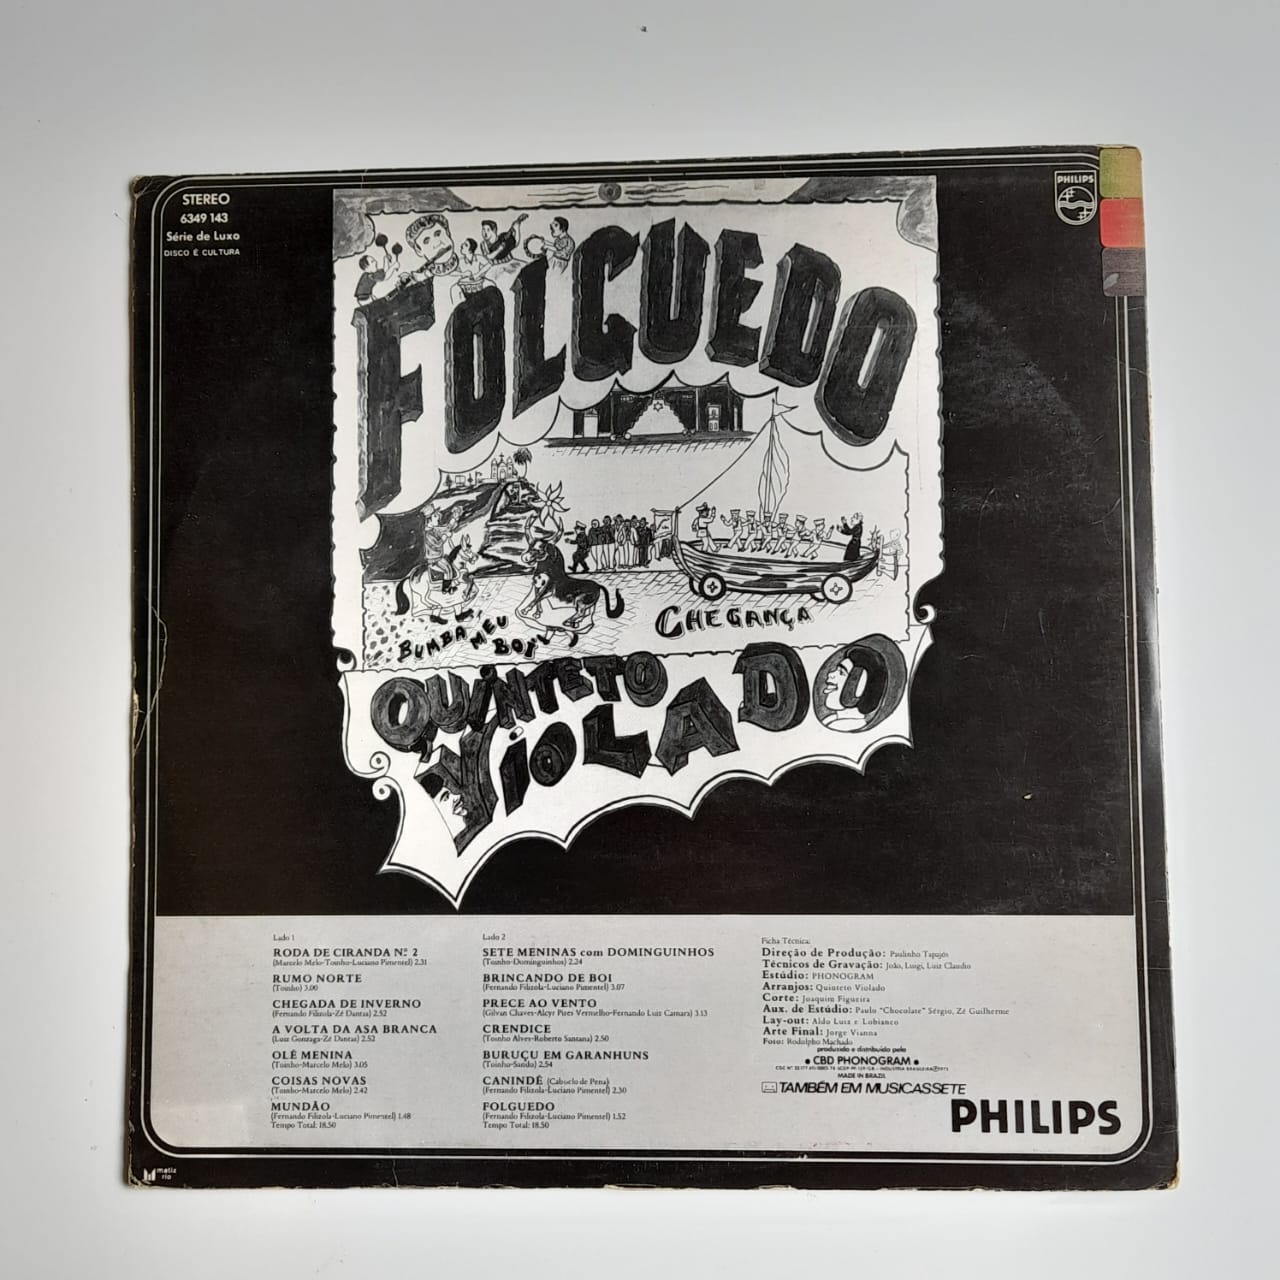 STEREO
6349 143
Série de Luxo
DISCO É CULTURA
PHILIPS
FOLGUEDO
BUMBA MEU BOI
CHEGANÇA
QUINTETO
VIOLADO
Lado 1
RODA DE CIRANDA Nº 2
(Marcelo Melo-Toinho-Luciano Pimentel) 2.31
RUMO NORTE
(Toinho) 3.00
CHEGADA DE INVERNO
(Fernando Filizola-Zé Dantas) 2.52
A VOLTA DA ASA BRANCA
(Luiz Gonzaga-Zé Dantas) 2.52
OLÊ MENINA
(Toinho-Marcelo Melo) 3.05
COISAS NOVAS
(Toinho-Marcelo Melo) 2.42
MUNDÃO
(Fernando Filizola-Luciano Pimentel) 1.48
Tempo Total: 18.50
Lado 2
SETE MENINAS com DOMINGUINHOS
(Toinho-Dominguinhos) 2.24
BRINCANDO DE BOI
(Fernando Filizola-Luciano Pimentel) 3.07
PRECE AO VENTO
(Gilvan Chaves-Alcyr Pires Vermelho-Fernando Luiz Camara) 3.13
CRENDICE
(Toinho Alves-Roberto Santana) 2.50
BURUÇU EM GARANHUNS
(Toinho-Sando) 2.54
CANINDÉ (Caboclo de Pena)
(Fernando Filizola-Luciano Pimentel) 2.30
FOLGUEDO
(Fernando Filizola-Luciano Pimentel) 1.52
Tempo Total: 18.50
Ficha Técnica:
Direção de Produção: Paulinho Tapajós
Técnicos de Gravação: João, Luigi, Luiz Claudio
Estúdio: PHONOGRAM
Arranjos: Quinteto Violado
Corte: Joaquim Figueira
Aux. de Estúdio: Paulo "Chocolate" Sérgio, Zé Guilherme
Lay-out: Aldo Luiz e Lobianco
Arte Final: Jorge Vianna
Foto: Rodolpho Machado
produzido e distribuido pela
• CBD PHONOGRAM •
INDÚSTRIA BRASILEIRA
MADE IN BRAZIL
TAMBÉM EM MUSICASSETE
PHILIPS
matiz
rio